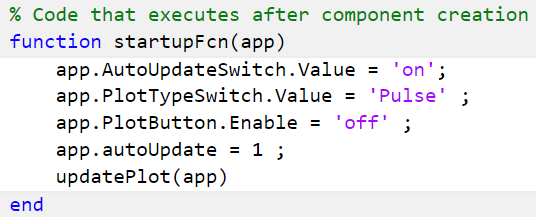 % Code that executes after component creation
function startupFcn(app)
    app.AutoUpdateSwitch.Value = 'on';
    app.PlotTypeSwitch.Value = 'Pulse' ;
    app.PlotButton.Enable = 'off' ;
    app.autoUpdate = 1 ;
    updatePlot(app)
end